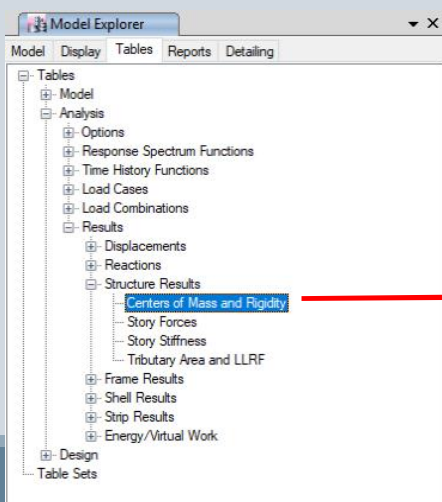 Model Explorer
Model Display Tables Reports Detailing
Tables
Model
Analysis
Options
Response Spectrum Functions
Time History Functions
Load Cases
Load Combinations
Results
Displacements
Reactions
Structure Results
Centers of Mass and Rigidity
Story Forces
Story Stiffness
Tributary Area and LLRF
Frame Results
Shell Results
Strip Results
Energy/Virtual Work
Design
Table Sets